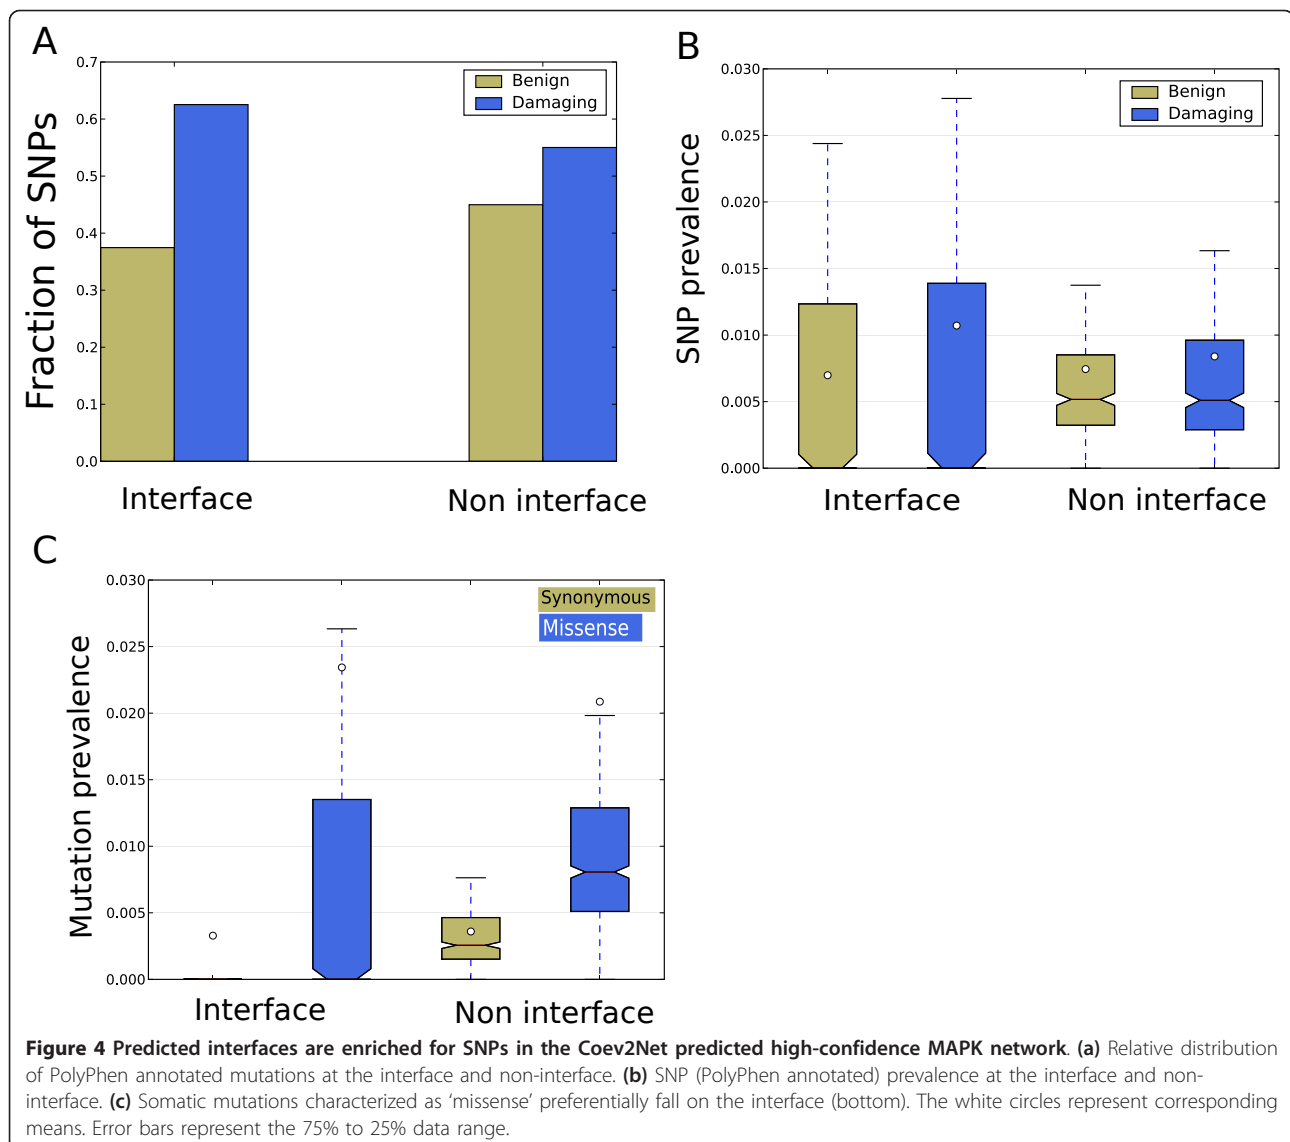 A
0.7
0.6
0.5
0.4
0.3
0.2
0.1
0.0
Fraction of SNPs
Benign
Damaging
Interface
Non interface
B
0.030
0.025
0.020
0.015
0.010
0.005
0.000
SNP prevalence
Benign
Damaging
Interface
Non interface
C
0.030
0.025
0.020
0.015
0.010
0.005
0.000
Mutation prevalence
Synonymous
Missense
Interface
Non interface
Figure 4 Predicted interfaces are enriched for SNPs in the Coev2Net predicted high-confidence MAPK network. (a) Relative distribution
of PolyPhen annotated mutations at the interface and non-interface. (b) SNP (PolyPhen annotated) prevalence at the interface and non-
interface. (c) Somatic mutations characterized as 'missense' preferentially fall on the interface (bottom). The white circles represent corresponding
means. Error bars represent the 75% to 25% data range.